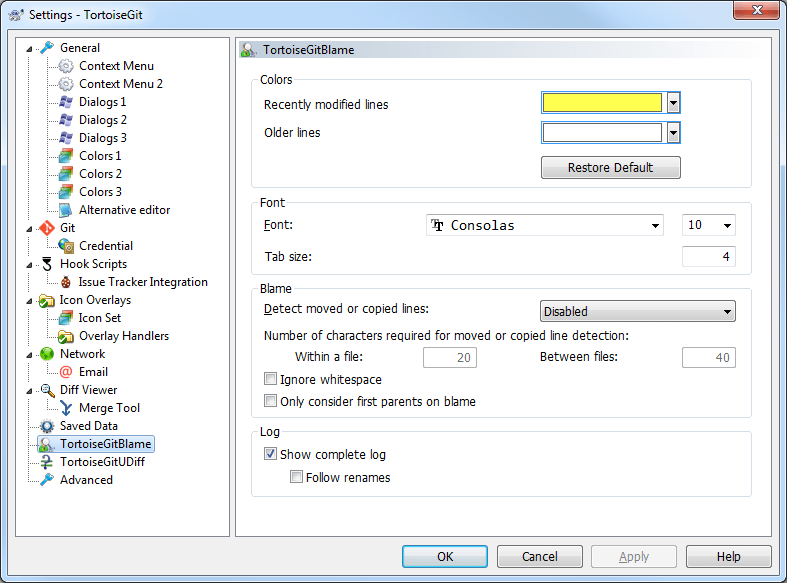 Settings - TortoiseGit
General
Context Menu
Context Menu 2
Dialogs 1
Dialogs 2
Dialogs 3
Colors 1
Colors 2
Colors 3
Alternative editor
Git
Credential
Hook Scripts
Issue Tracker Integration
Icon Overlays
Icon Set
Overlay Handlers
Network
Email
Diff Viewer
Merge Tool
Saved Data
TortoiseGitBlame
TortoiseGitUDiff
Advanced
TortoiseGitBlame
Colors
Recently modified lines
Older lines
Restore Default
Font
Font: Consolas 10
Tab size: 4
Blame
Detect moved or copied lines: Disabled
Number of characters required for moved or copied line detection:
Within a file: 20 Between files: 40
Ignore whitespace
Only consider first parents on blame
Log
Show complete log
Follow renames
OK Cancel Apply Help